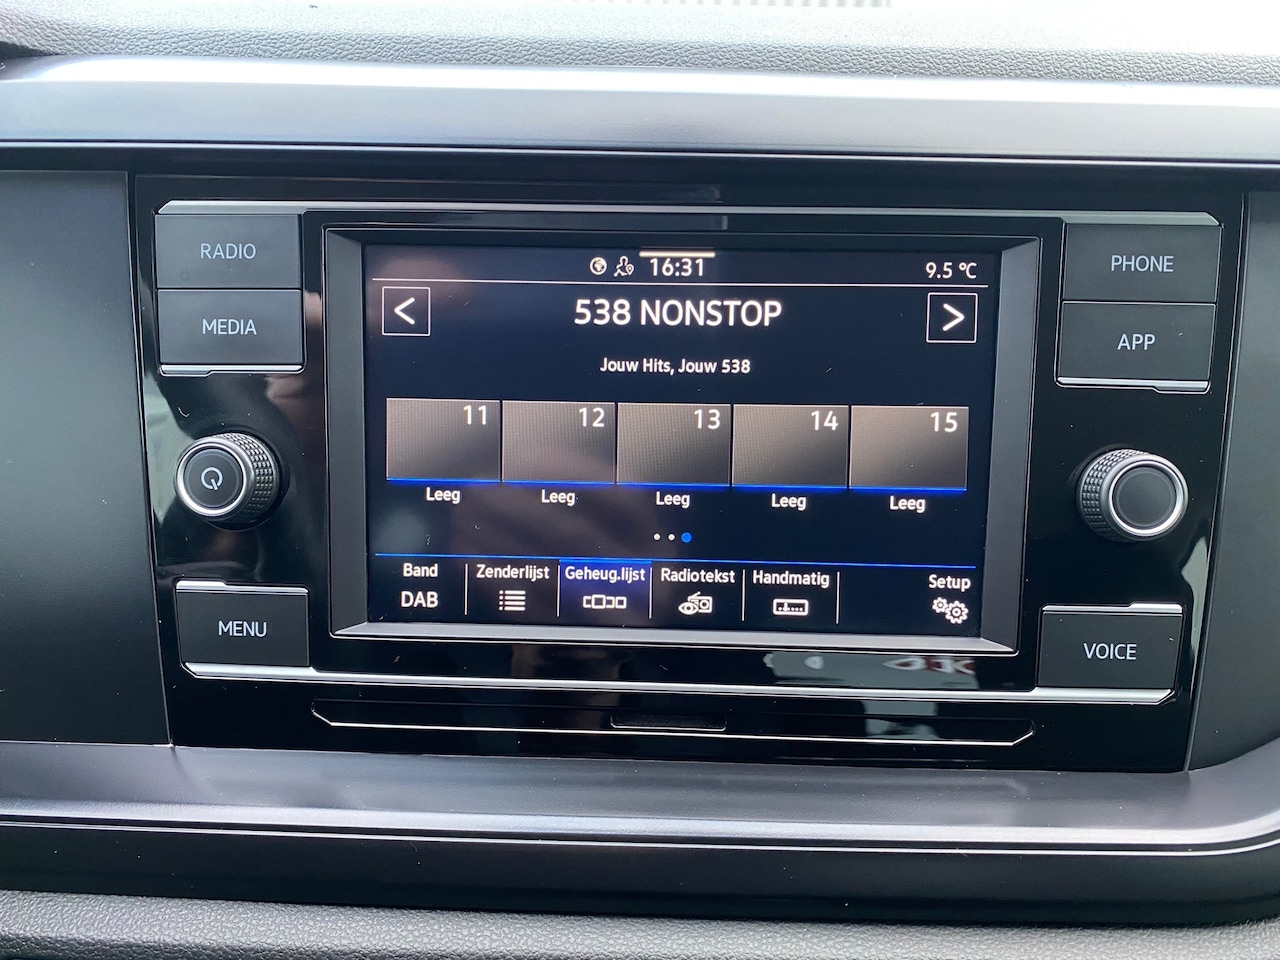 RADIO
MEDIA
MENU
16:31
9.5 °C
<
538 NONSTOP
>
Jouw Hits, Jouw 538
11 12 13 14 15
Leeg Leeg Leeg Leeg Leeg
Band
DAB
Zenderlijst
Geheug.lijst
Radiotekst
Handmatig
Setup
PHONE
APP
VOICE